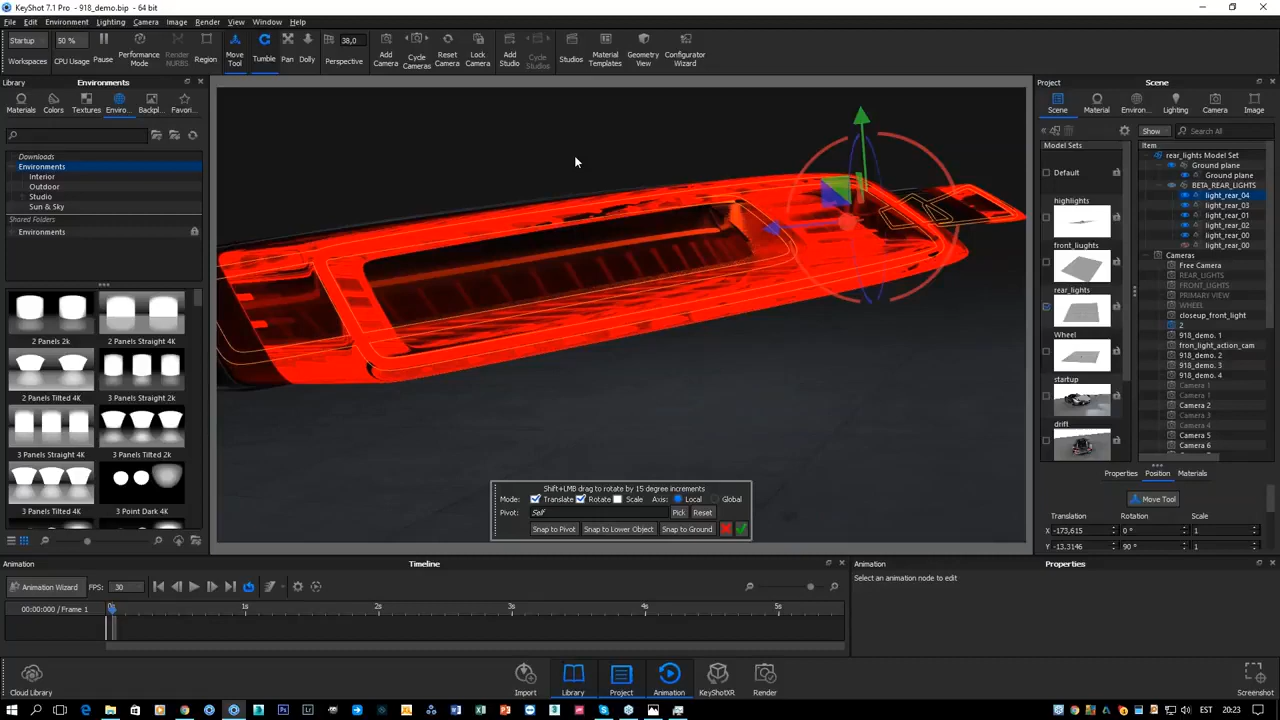 KeyShot 7.1 Pro - 918_demo.bip - 64 bit
File Edit Environment Lighting Camera Image Render View Window Help
Startup 50 % 38,0
Workspaces CPU Usage Pause Performance Mode Render NURBS Region Move Tool Tumble Pan Dolly Perspective Add Camera Cycle Cameras Reset Camera Lock Camera Add Studio Cycle Studios Studios Material Templates Geometry View Configurator Wizard
Library Environments
Materials Colors Textures Enviro... Backpl... Favori...
Downloads
Environments
Interior
Outdoor
Studio
Sun & Sky
Shared Folders
Environments
2 Panels 2k 2 Panels Straight 4K
2 Panels Tilted 4K 3 Panels Straight 2k
3 Panels Straight 4K 3 Panels Tilted 2k
3 Panels Tilted 4K 3 Point Dark 4K
Shift+LMB drag to rotate by 15 degree increments
Mode: Translate Rotate Scale Axis: Local Global
Pivot: Self Pick Reset
Snap to Pivot Snap to Lower Object Snap to Ground
Project Scene
Scene Material Environ... Lighting Camera Image
Show Search All
Model Sets
Default
highlights
front_liughts
rear_lights
Wheel
startup
drift
Item
rear_lights Model Set
Ground plane
Ground plane
BETA_REAR_LIGHTS
light_rear_04
light_rear_03
light_rear_01
light_rear_02
light_rear_00
light_rear_00
Cameras
Free Camera
REAR_LIGHTS
FRONT_LIGHTS
PRIMARY VIEW
WHEEL
closeup_front_light
2
918_demo. 1
fron_light_action_cam
918_demo. 2
918_demo. 3
918_demo. 4
Camera 1
Camera 1
Camera 2
Camera 3
Camera 4
Camera 5
Camera 6
Properties Position Materials
Move Tool
Translation Rotation Scale
X -173,615 0 ° 1
Y -13.3146 90 ° 1
Animation Timeline
Animation Wizard FPS: 30
00:00:000 / Frame 1 0s 1s 2s 3s 4s 5s
Animation Properties
Select an animation node to edit
Cloud Library Import Library Project Animation KeyShotXR Render Screenshot
EST 20:23